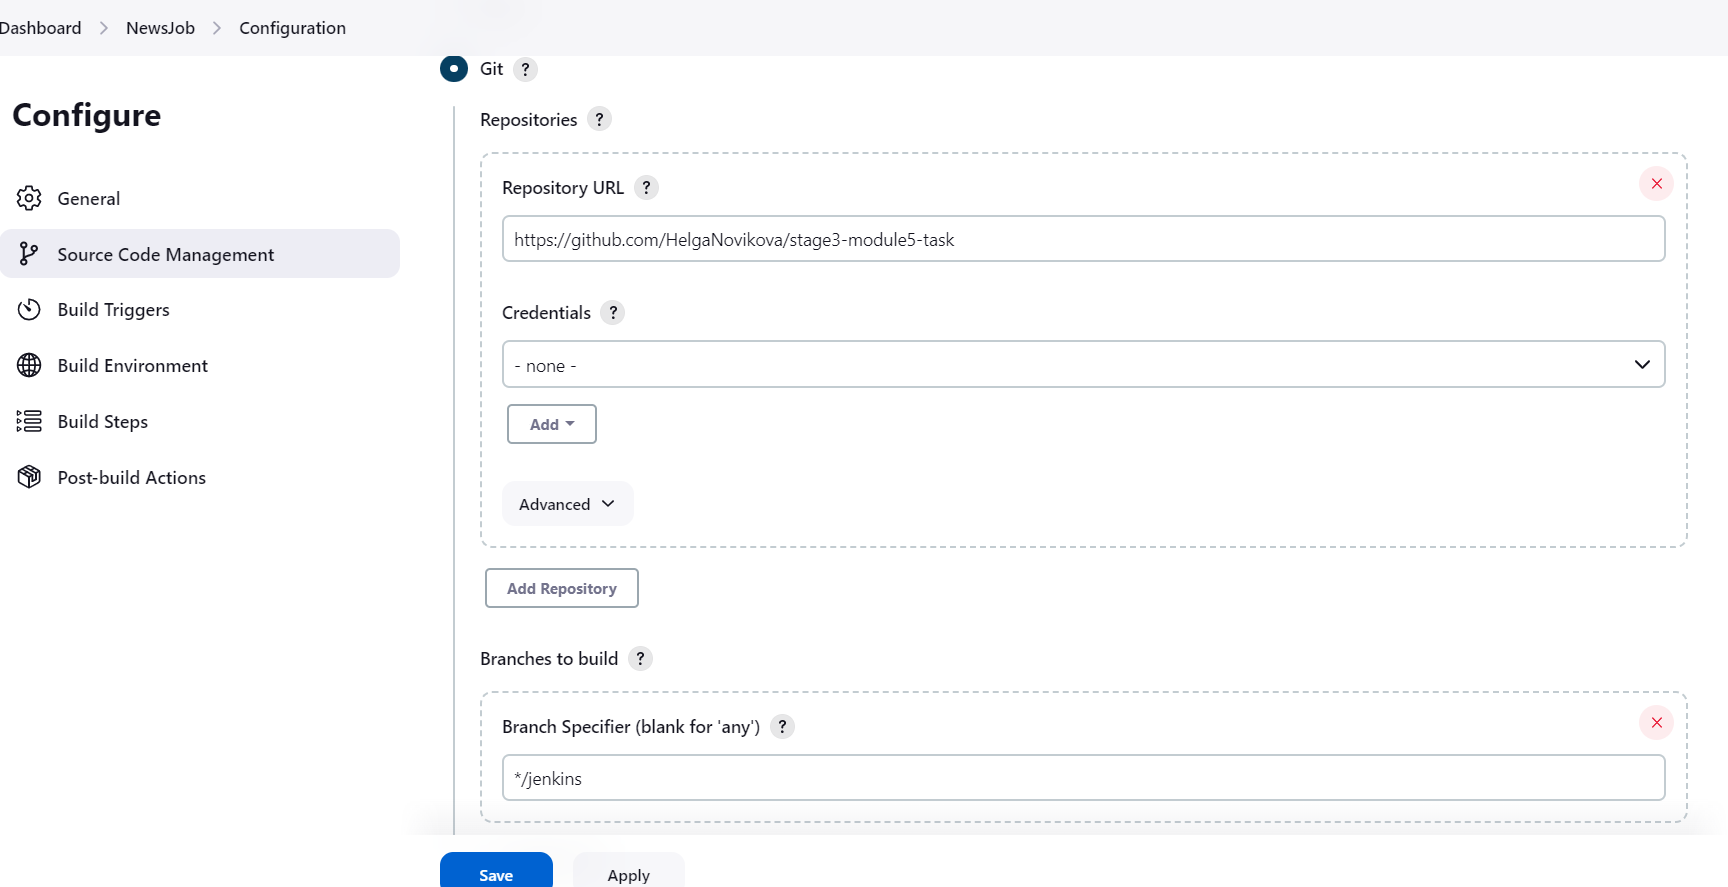 Dashboard > NewsJob > Configuration
Configure
General
Source Code Management
Build Triggers
Build Environment
Build Steps
Post-build Actions
Git ?
Repositories ?
Repository URL ?
https://github.com/HelgaNovikova/stage3-module5-task
Credentials ?
- none -
Add
Advanced
Add Repository
Branches to build ?
Branch Specifier (blank for 'any') ?
*/jenkins
Save Apply